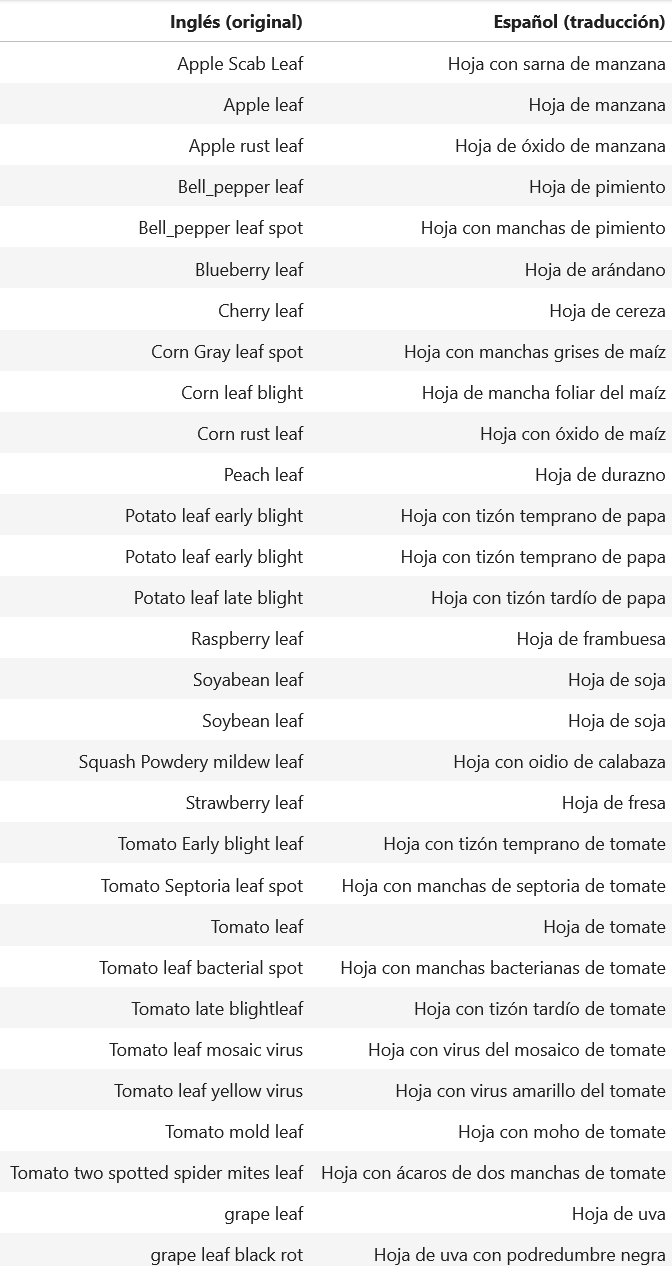 Inglés (original) Español (traducción)
Apple Scab Leaf Hoja con sarna de manzana
Apple leaf Hoja de manzana
Apple rust leaf Hoja de óxido de manzana
Bell_pepper leaf Hoja de pimiento
Bell_pepper leaf spot Hoja con manchas de pimiento
Blueberry leaf Hoja de arándano
Cherry leaf Hoja de cereza
Corn Gray leaf spot Hoja con manchas grises de maíz
Corn leaf blight Hoja de mancha foliar del maíz
Corn rust leaf Hoja con óxido de maíz
Peach leaf Hoja de durazno
Potato leaf early blight Hoja con tizón temprano de papa
Potato leaf early blight Hoja con tizón temprano de papa
Potato leaf late blight Hoja con tizón tardío de papa
Raspberry leaf Hoja de frambuesa
Soyabean leaf Hoja de soja
Soybean leaf Hoja de soja
Squash Powdery mildew leaf Hoja con oidio de calabaza
Strawberry leaf Hoja de fresa
Tomato Early blight leaf Hoja con tizón temprano de tomate
Tomato Septoria leaf spot Hoja con manchas de septoria de tomate
Tomato leaf Hoja de tomate
Tomato leaf bacterial spot Hoja con manchas bacterianas de tomate
Tomato late blightleaf Hoja con tizón tardío de tomate
Tomato leaf mosaic virus Hoja con virus del mosaico de tomate
Tomato leaf yellow virus Hoja con virus amarillo del tomate
Tomato mold leaf Hoja con moho de tomate
Tomato two spotted spider mites leaf Hoja con ácaros de dos manchas de tomate
grape leaf Hoja de uva
grape leaf black rot Hoja de uva con podredumbre negra